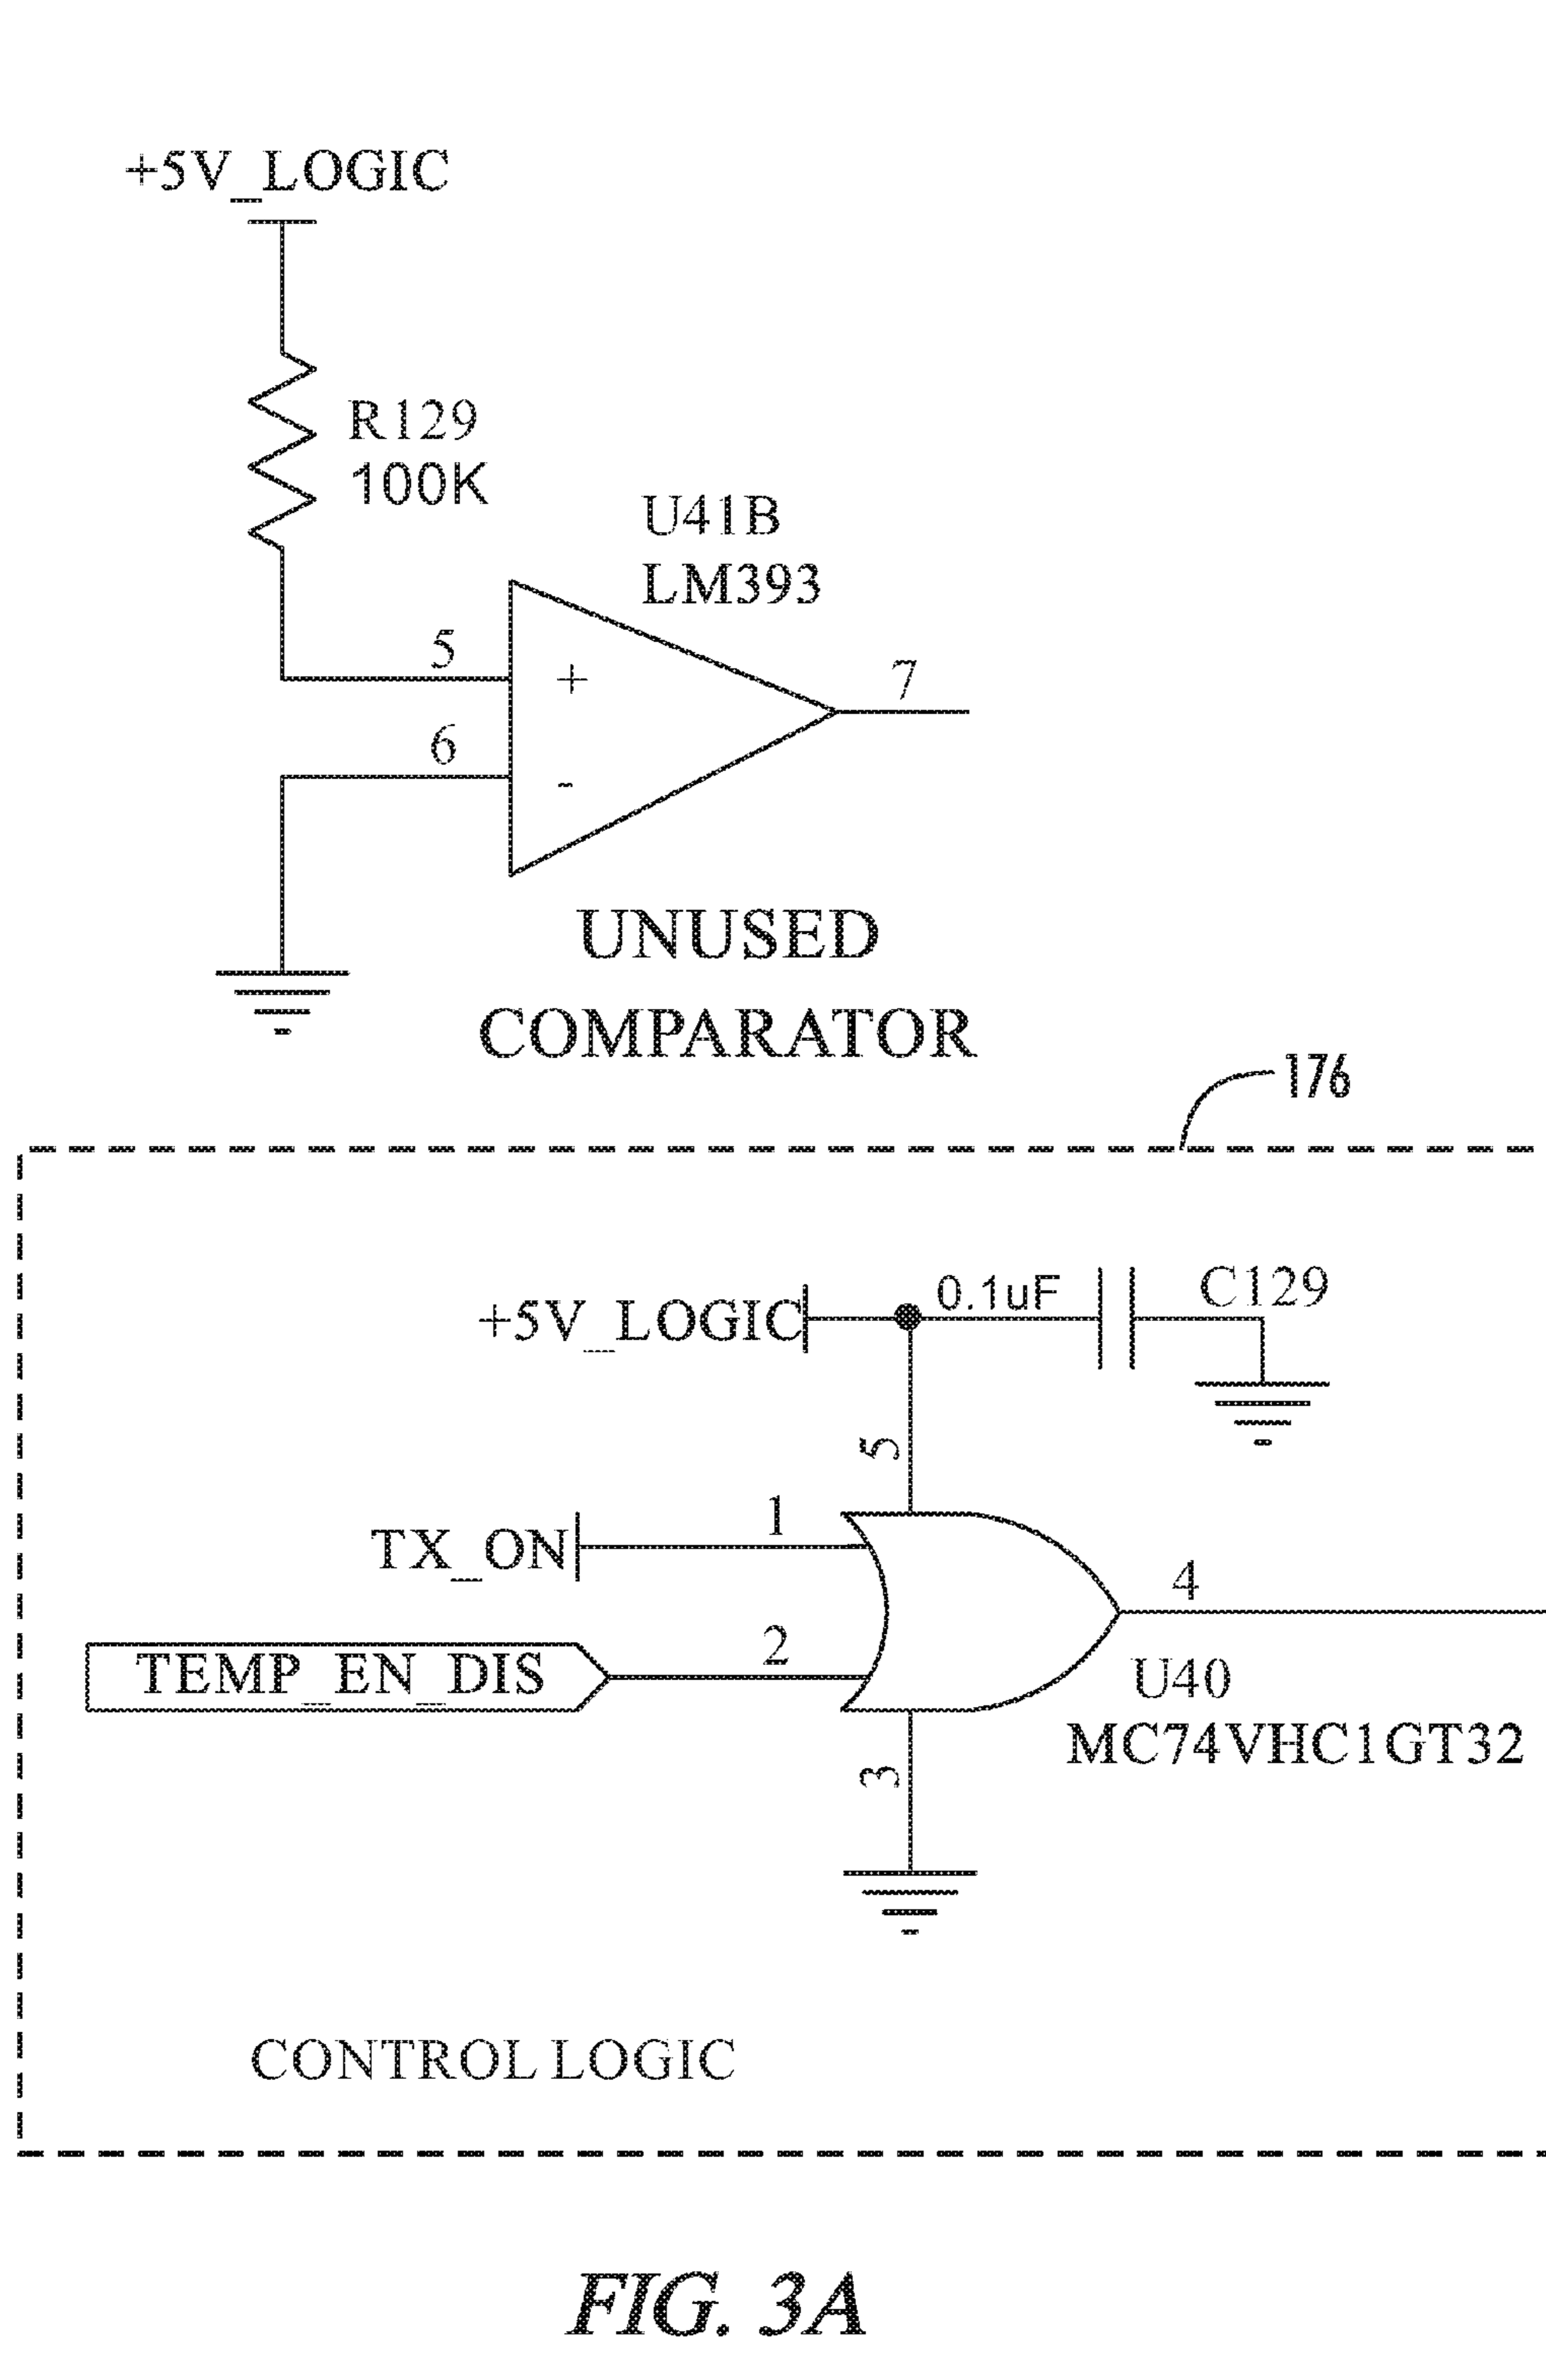 +5V_LOGIC
R129
100K
U41B
LM393
5
+
7
6
-
UNUSED
COMPARATOR
176
+5V_LOGIC
0.1uF
C129
5
TX_ON
1
4
TEMP_EN_DIS
2
U40
MC74VHC1GT32
3
CONTROL LOGIC
FIG. 3A